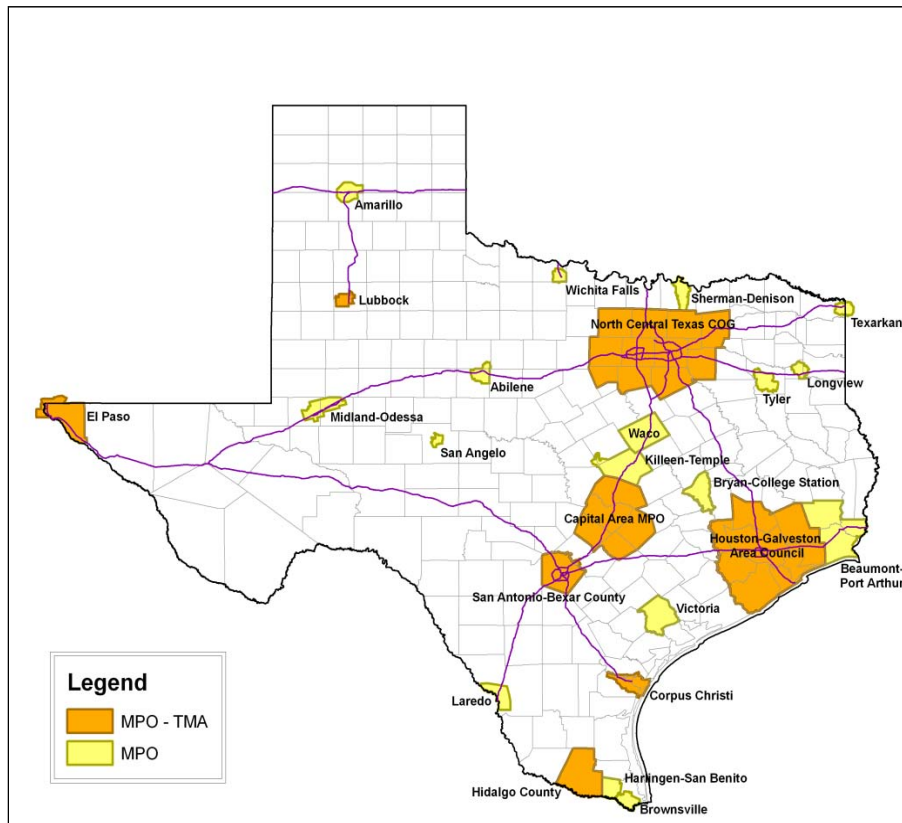 Amarillo
Lubbock
Wichita Falls
Sherman-Denison
North Central Texas COG
Texarkan
Abilene
Longview
Tyler
El Paso
Midland-Odessa
San Angelo
Waco
Killeen-Temple
Bryan-College Station
Capital Area MPO
Houston-Galveston
Area Council
Beaumont-
Port Arthur
San Antonio-Bexar County
Victoria
Laredo
Corpus Christi
Hidalgo County
Harlingen-San Benito
Brownsville
Legend
MPO - TMA
MPO